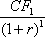 CF₁
(1 + r)¹